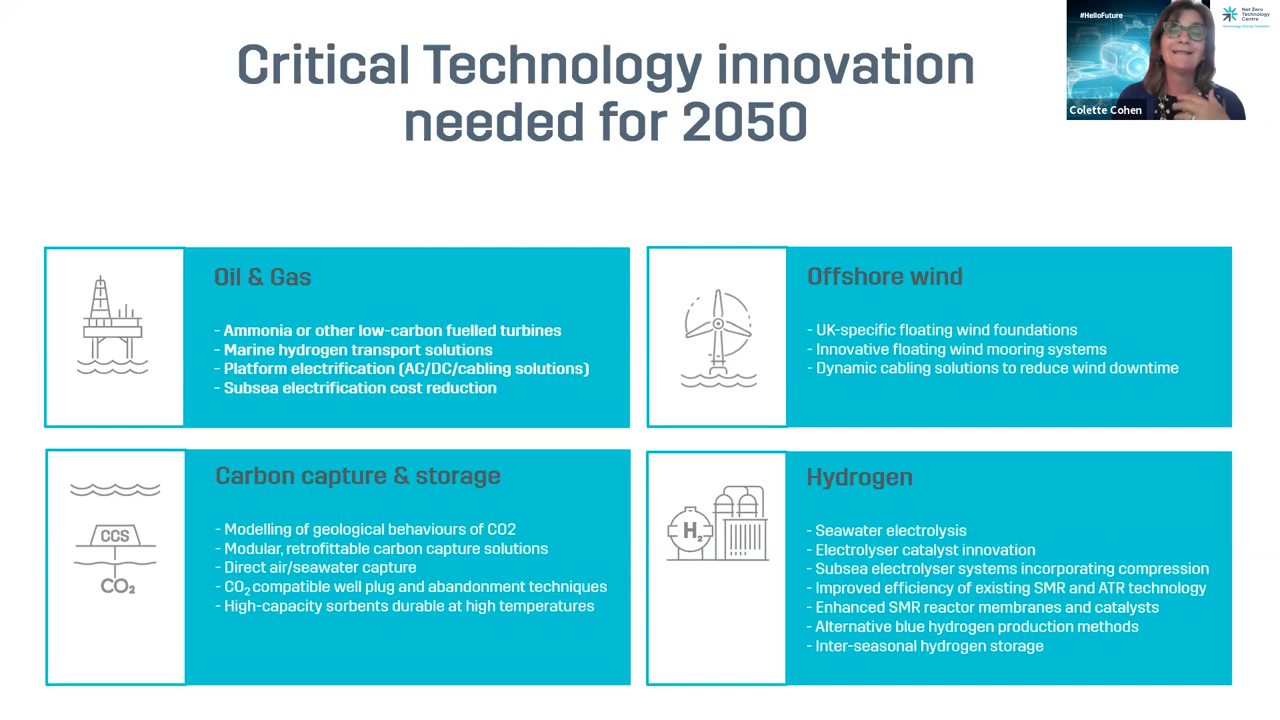 #HelloFuture
Net Zero
Technology
Centre
Colette Cohen
Critical Technology innovation
needed for 2050
Oil & Gas
- Ammonia or other low-carbon fuelled turbines
- Marine hydrogen transport solutions
- Platform electrification (AC/DC/cabling solutions)
- Subsea electrification cost reduction
Offshore wind
- UK-specific floating wind foundations
- Innovative floating wind mooring systems
- Dynamic cabling solutions to reduce wind downtime
CCS
CO₂
Carbon capture & storage
- Modelling of geological behaviours of CO2
- Modular, retrofittable carbon capture solutions
- Direct air/seawater capture
- CO₂ compatible well plug and abandonment techniques
- High-capacity sorbents durable at high temperatures
H₂
Hydrogen
- Seawater electrolysis
- Electrolyser catalyst innovation
- Subsea electrolyser systems incorporating compression
- Improved efficiency of existing SMR and ATR technology
- Enhanced SMR reactor membranes and catalysts
- Alternative blue hydrogen production methods
- Inter-seasonal hydrogen storage